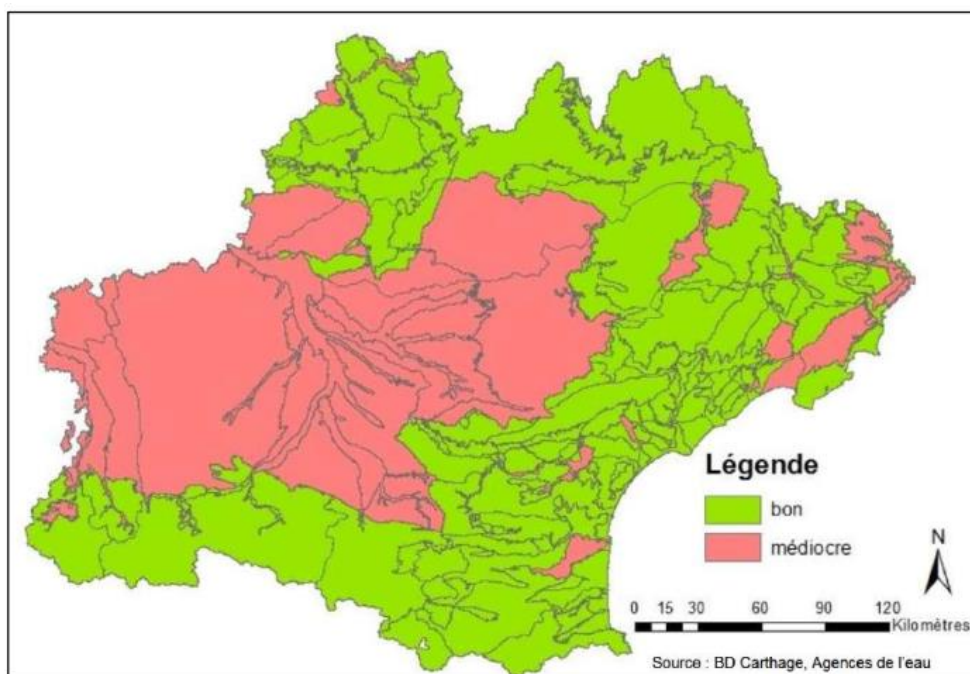 Légende
bon
médiocre
N
0 15 30 60 90 120
Kilomètres
Source : BD Carthage, Agences de l'eau